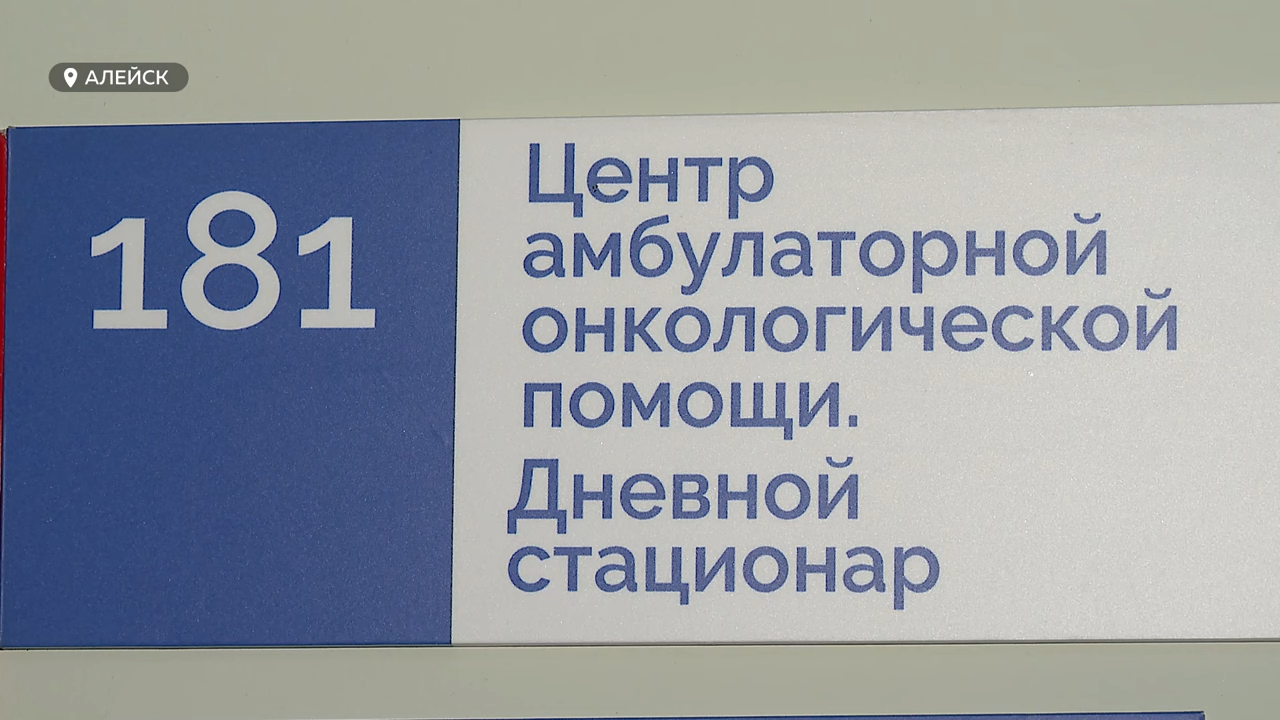 АЛЕЙСК
181
Центр
амбулаторной
онкологической
помощи.
Дневной
стационар